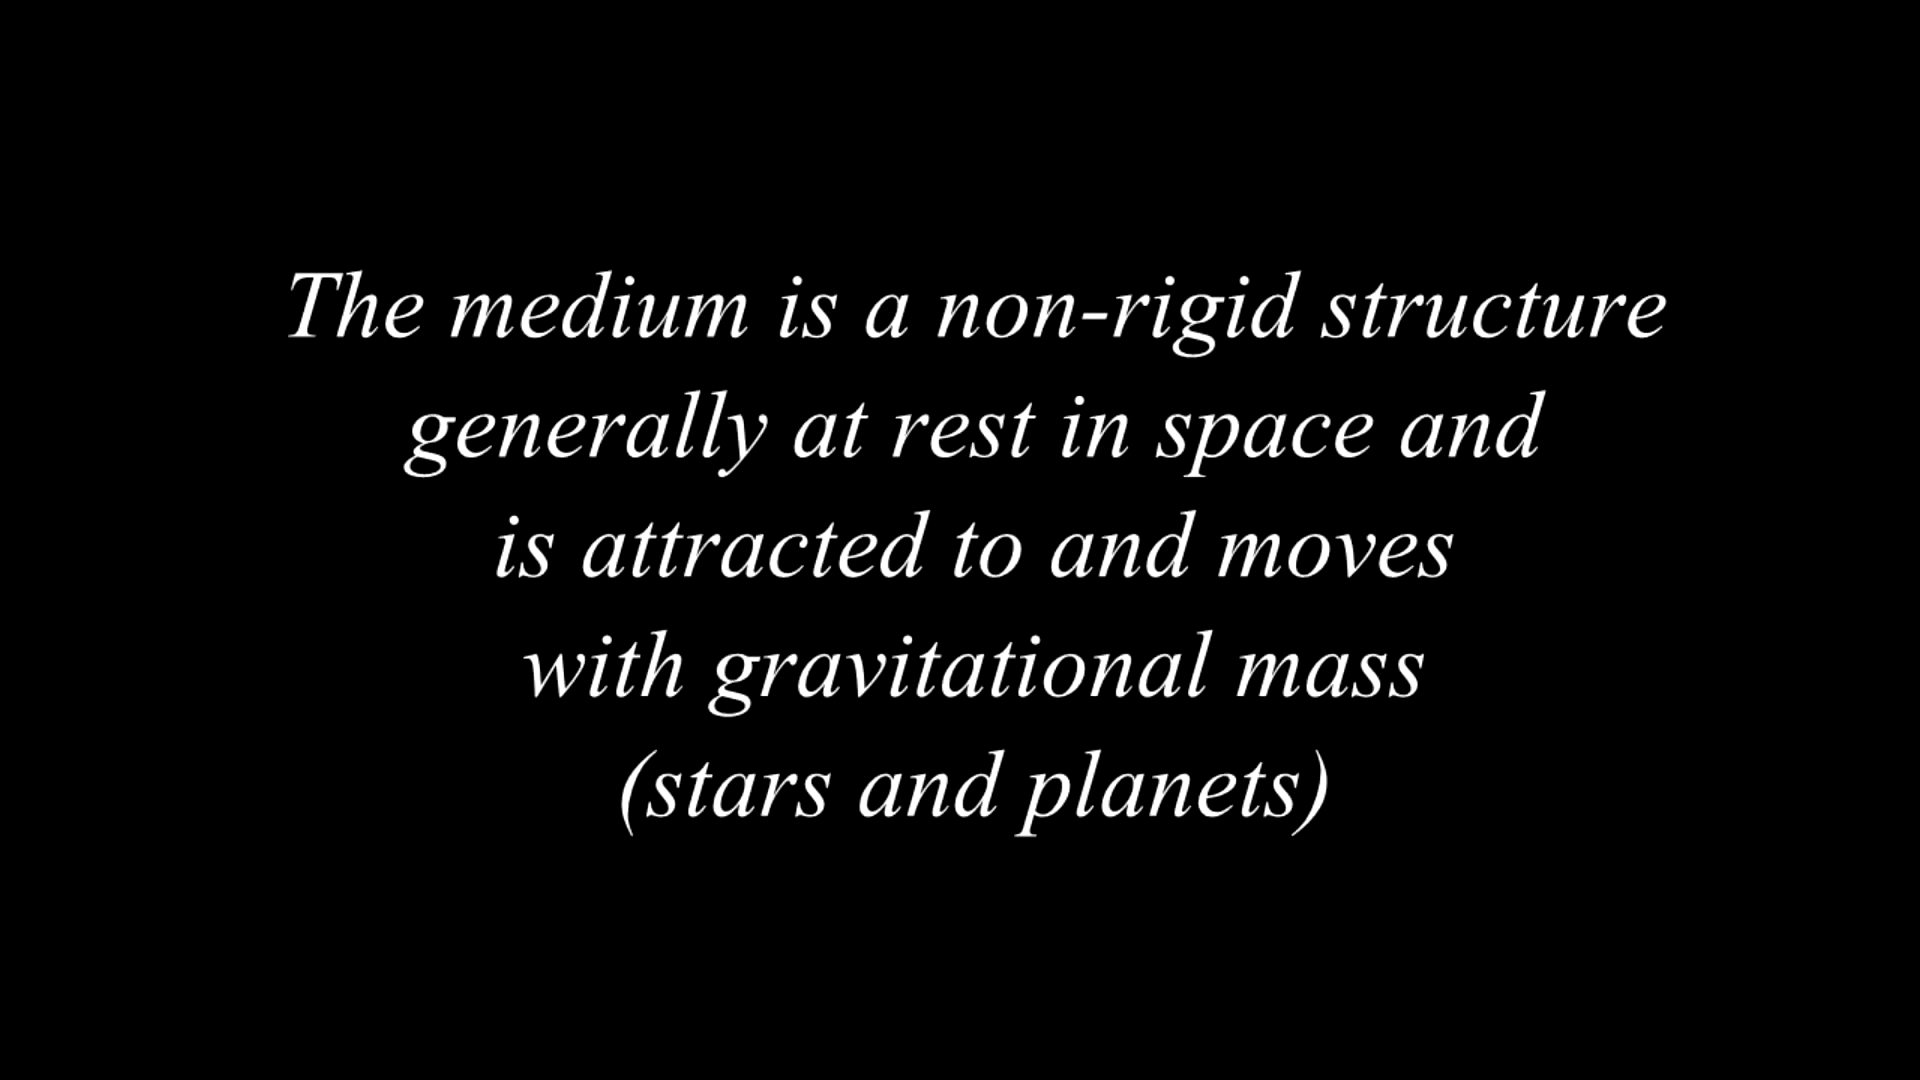 The medium is a non-rigid structure
generally at rest in space and
is attracted to and moves
with gravitational mass
(stars and planets)